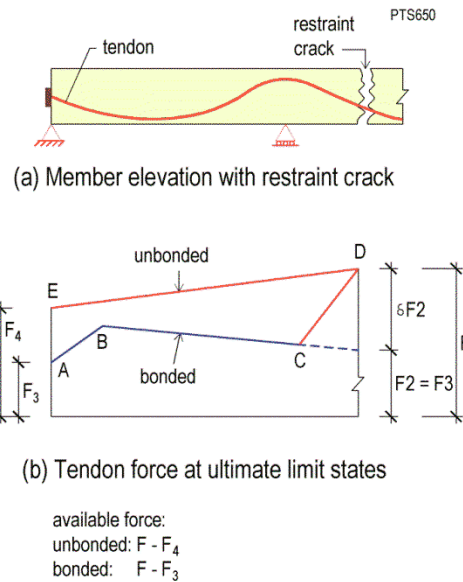 PTS650
restraint
crack
tendon
(a) Member elevation with restraint crack
D
unbonded
E
δF2
F4
B
C
F
A
bonded
F3
F2 = F3
(b) Tendon force at ultimate limit states
available force:
unbonded: F - F4
bonded: F - F3